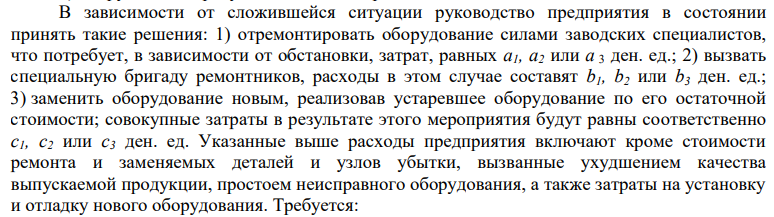 В зависимости от сложившейся ситуации руководство предприятия в состоянии
принять такие решения: 1) отремонтировать оборудование силами заводских специалистов,
что потребует, в зависимости от обстановки, затрат, равных a1, a2 или a 3 ден. ед.; 2) вызвать
специальную бригаду ремонтников, расходы в этом случае составят b1, b2 или b3 ден. ед.;
3) заменить оборудование новым, реализовав устаревшее оборудование по его остаточной
стоимости; совокупные затраты в результате этого мероприятия будут равны соответственно
c1, c2 или c3 ден. ед. Указанные выше расходы предприятия включают кроме стоимости
ремонта и заменяемых деталей и узлов убытки, вызванные ухудшением качества
выпускаемой продукции, простоем неисправного оборудования, а также затраты на установку
и отладку нового оборудования. Требуется: